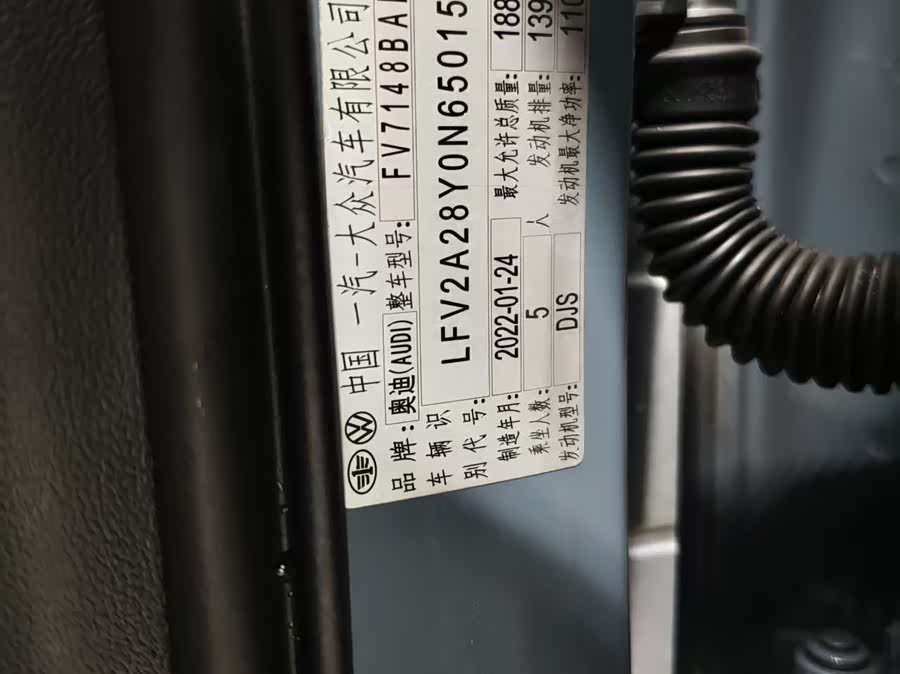 中国 一汽-大众汽车有限公司
品牌: 奥迪(AUDI) 整车型号: FV7148BA
车辆识别代号: LFV2A28Y0N65015
制造年月: 2022-01-24 最大允许总质量: 188
乘坐人数: 5 人 发动机排量: 139
发动机型号: DJS 发动机最大净功率: 110